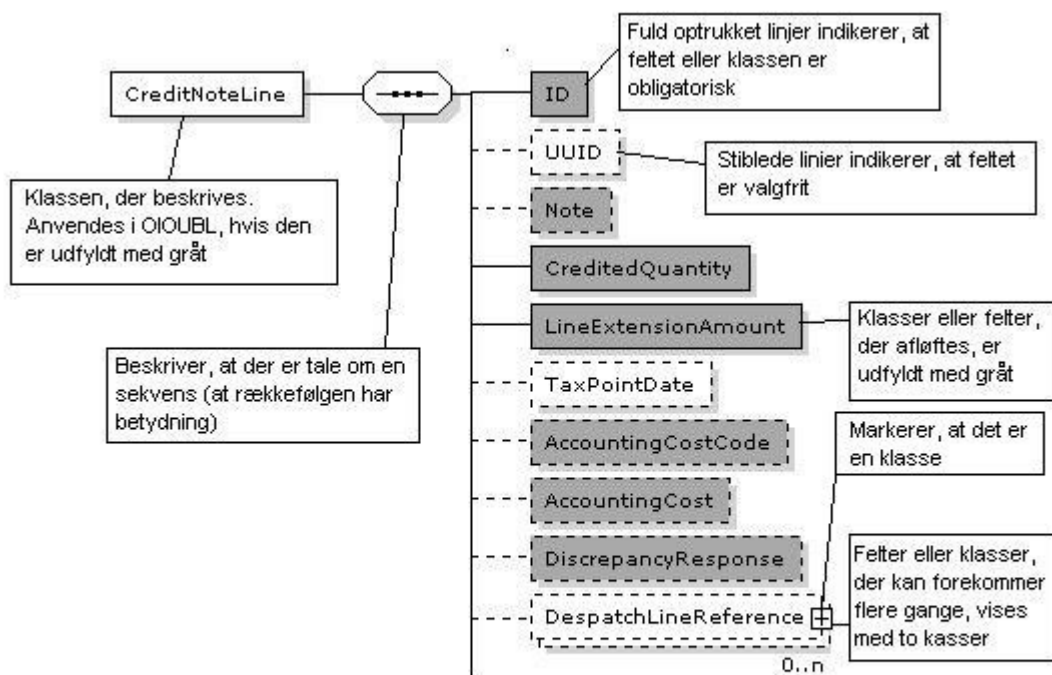 Fuld optrukket linjer indikerer, at
feltet eller klassen er
obligatorisk
CreditNoteLine
ID
UUID
Stiblede linier indikerer, at feltet
er valgfrit
Klassen, der beskrives.
Anvendes i OIOUBL, hvis den
er udfyldt med gråt
Note
CreditedQuantity
LineExtensionAmount
Klasser eller felter,
der afløftes, er
udfyldt med gråt
Beskriver, at der er tale om en
sekvens (at rækkefølgen har
betydning)
TaxPointDate
AccountingCostCode
Markerer, at det er
en klasse
AccountingCost
DiscrepancyResponse
Felter eller klasser,
der kan forekommer
flere gange, vises
med to kasser
DespatchLineReference
0..n